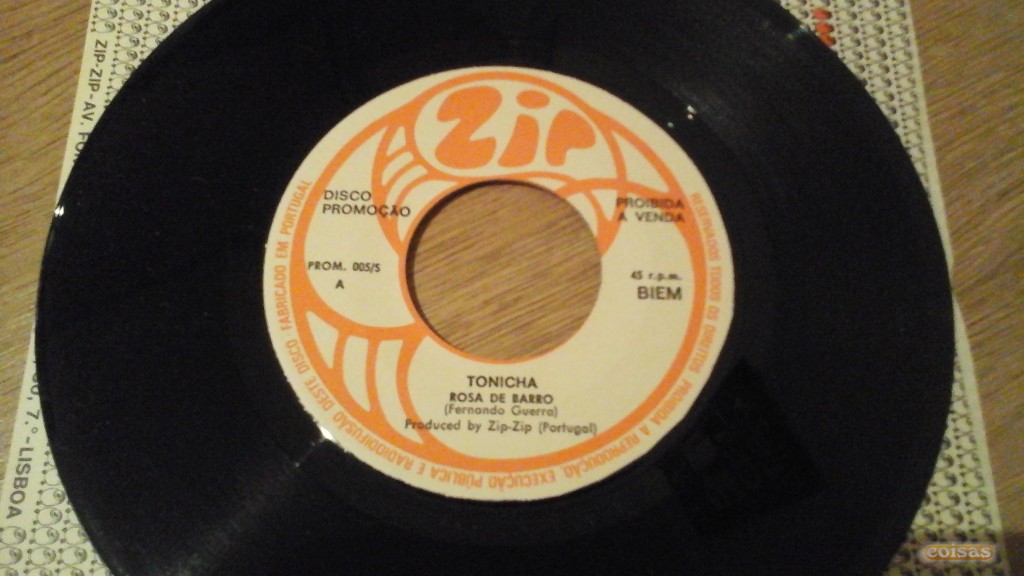 Zip
DISCO
PROMOÇÃO
PROIBIDA
A VENDA
PROM. 005/S
A
45 r.p.m.
BIEM
TONICHA
ROSA DE BARRO
(Fernando Guerra)
Produced by Zip-Zip (Portugal)
RESERVADOS TODOS OS DIREITOS PROIBIDA A REPRODUÇÃO, EXECUÇÃO PÚBLICA E RADIODIFUSÃO DESTE DISCO FABRICADO EM PORTUGAL
ZIP-ZIP-AV
7.º-LISBOA
coisas